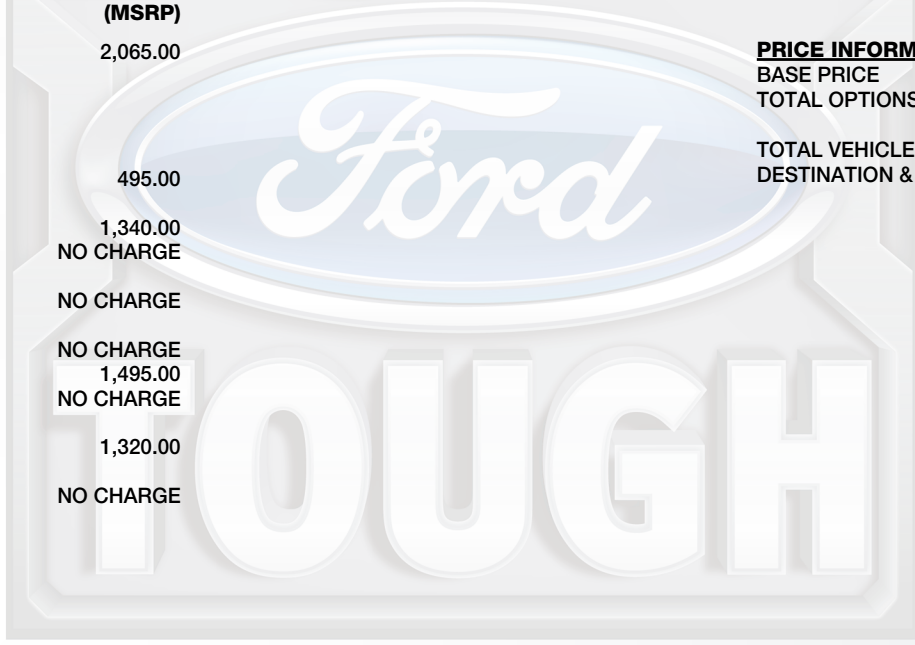 (MSRP)
2,065.00
495.00
1,340.00
NO CHARGE
NO CHARGE
NO CHARGE
1,495.00
NO CHARGE
1,320.00
NO CHARGE
PRICE INFORM
BASE PRICE
TOTAL OPTIONS
TOTAL VEHICLE
DESTINATION &
Ford
TOUGH